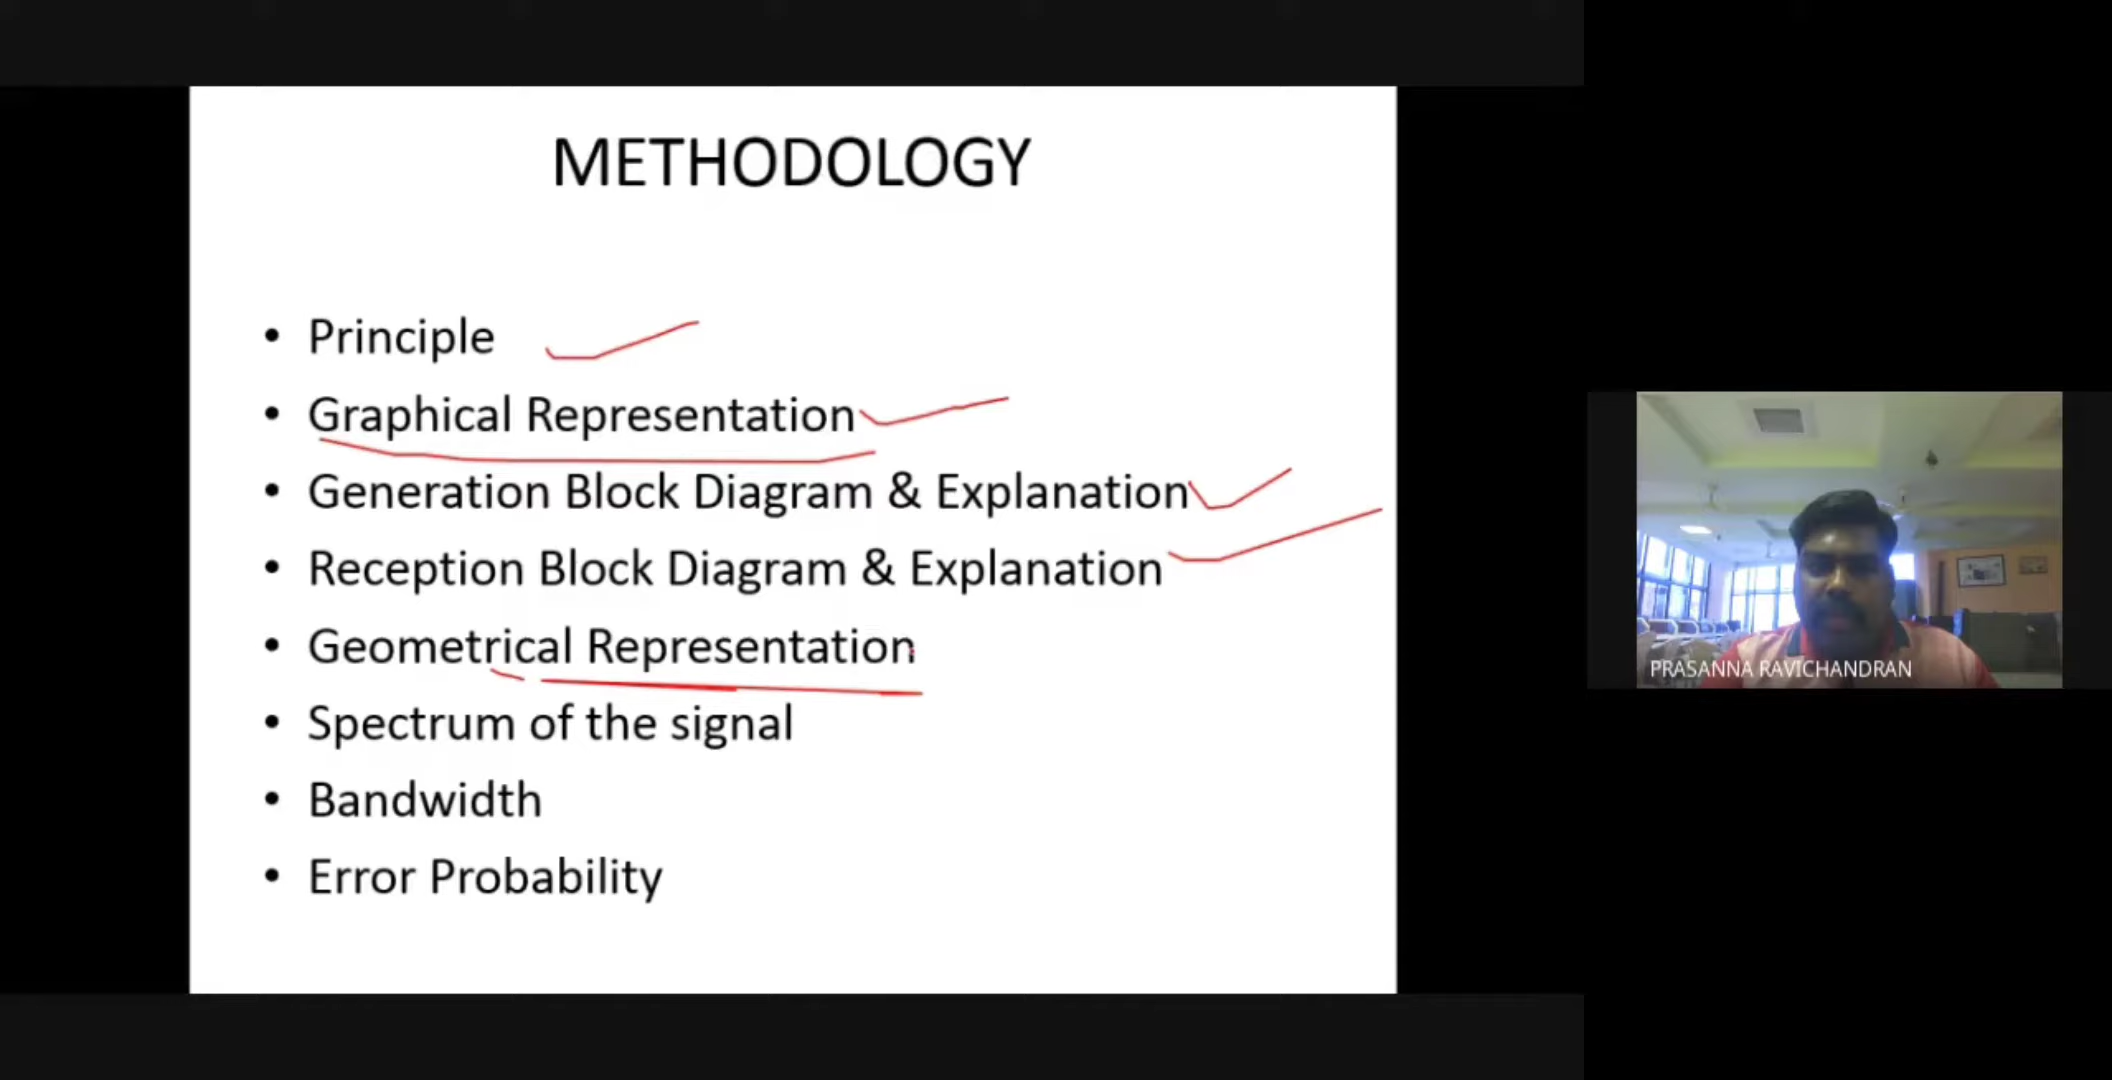 METHODOLOGY
• Principle
• Graphical Representation
• Generation Block Diagram & Explanation
• Reception Block Diagram & Explanation
• Geometrical Representation
• Spectrum of the signal
• Bandwidth
• Error Probability
PRASANNA RAVICHANDRAN